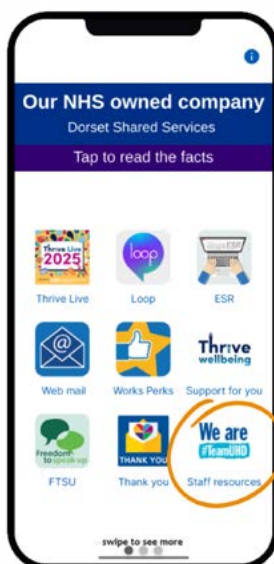 Our NHS owned company
Dorset Shared Services
Tap to read the facts
Thrive Live
2025
loop
ESR
Thrive Live
Loop
ESR
@
Thrive
wellbeing
Web mail
Works Perks
Support for you
Freedom
to speak up
THANK YOU
We are
#TeamUHD
FTSU
Thank you
Staff resources
swipe to see more